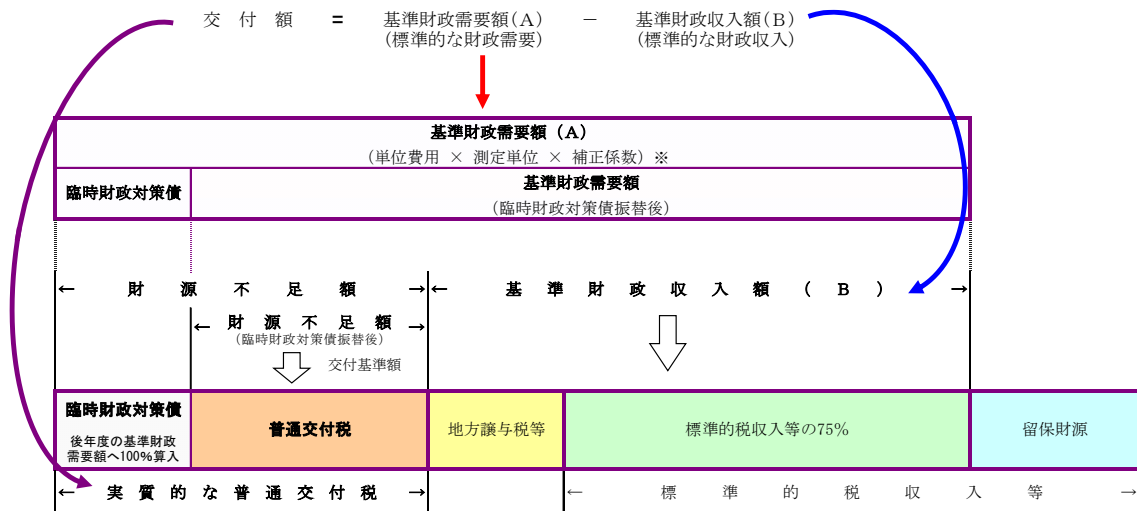 交 付 額 = 基準財政需要額(A) − 基準財政収入額(B)
(標準的な財政需要) (標準的な財政収入)
基準財政需要額(A)
(単位費用 × 測定単位 × 補正係数) ※
臨時財政対策債
基準財政需要額
(臨時財政対策債振替後)
← 財 源 不 足 額 →
← 基 準 財 政 収 入 額 ( B ) →
← 財 源 不 足 額 →
(臨時財政対策債振替後)
交付基準額
臨時財政対策債
後年度の基準財政
需要額へ100%算入
普通交付税
地方譲与税等
標準的税収入等の75%
留保財源
← 実 質 的 な 普 通 交 付 税 →
← 標 準 的 税 収 入 等 →